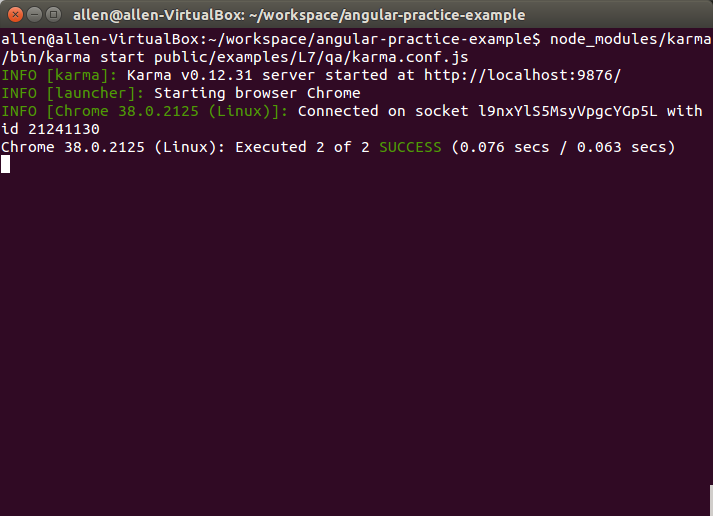 allen@allen-VirtualBox: ~/workspace/angular-practice-example
allen@allen-VirtualBox:~/workspace/angular-practice-example$ node_modules/karma
/bin/karma start public/examples/L7/qa/karma.conf.js
INFO [karma]: Karma v0.12.31 server started at http://localhost:9876/
INFO [launcher]: Starting browser Chrome
INFO [Chrome 38.0.2125 (Linux)]: Connected on socket l9nxYlS5MsyVpgcYGp5L with
id 21241130
Chrome 38.0.2125 (Linux): Executed 2 of 2 SUCCESS (0.076 secs / 0.063 secs)